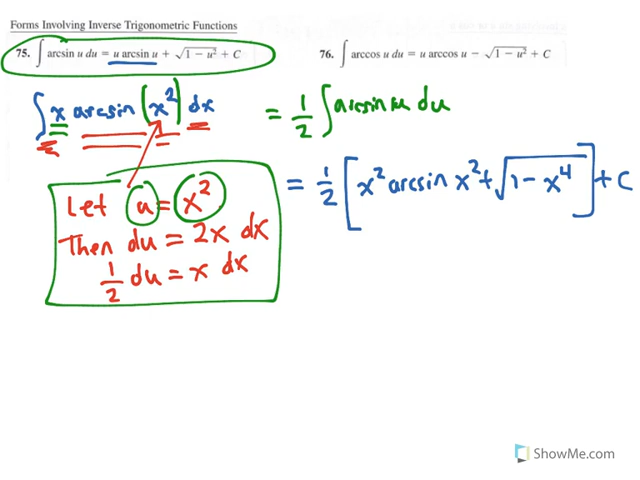 Forms Involving Inverse Trigonometric Functions
75. ∫ arcsin u du = u arcsin u + √(1 − u²) + C
76. ∫ arccos u du = u arccos u − √(1 − u²) + C
∫ x arcsin (x²) dx = 1/2 ∫ arcsin u du
= 1/2 [x² arcsin x² + √(1 − x⁴)] + C
Let u = x²
Then du = 2x dx
1/2 du = x dx
ShowMe.com